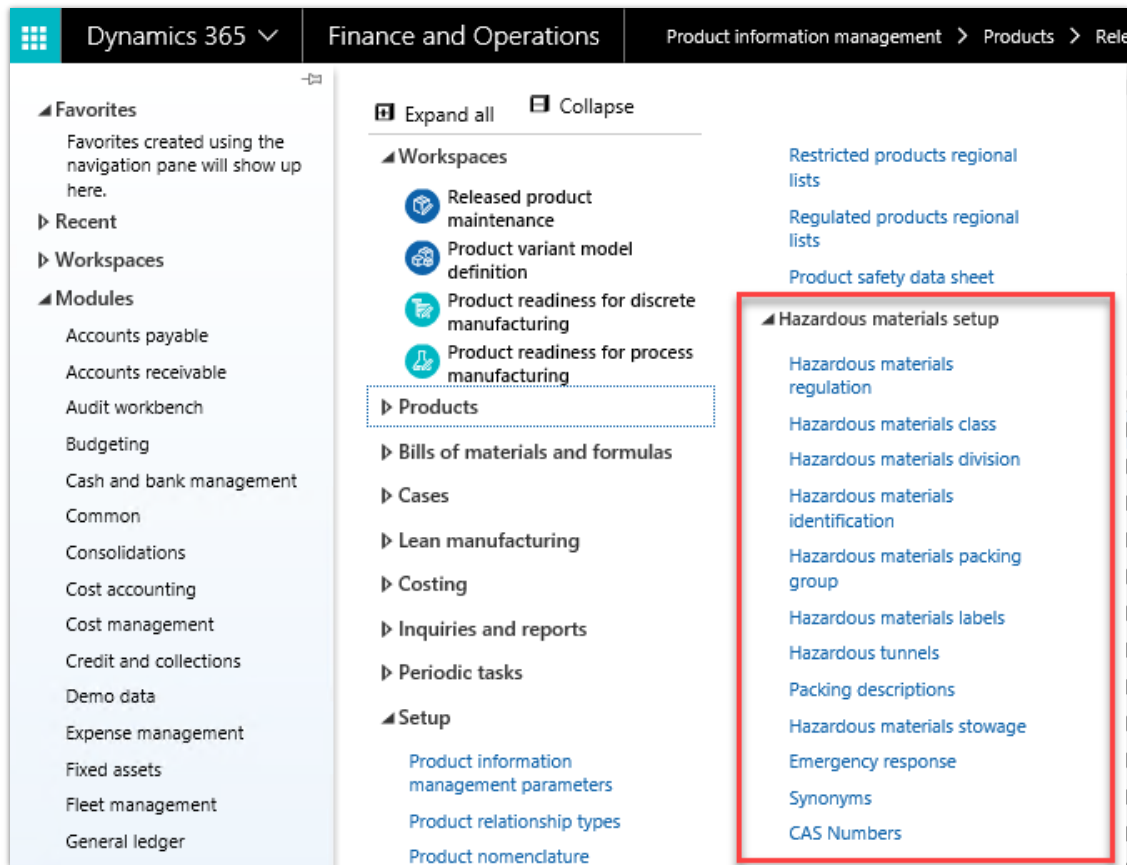 Dynamics 365
Finance and Operations
Product information management > Products > Rele
Favorites
Favorites created using the
navigation pane will show up
here.
Recent
Workspaces
Modules
Accounts payable
Accounts receivable
Audit workbench
Budgeting
Cash and bank management
Common
Consolidations
Cost accounting
Cost management
Credit and collections
Demo data
Expense management
Fixed assets
Fleet management
General ledger
Expand all
Collapse
Workspaces
Released product
maintenance
Product variant model
definition
Product readiness for discrete
manufacturing
Product readiness for process
manufacturing
Products
Bills of materials and formulas
Cases
Lean manufacturing
Costing
Inquiries and reports
Periodic tasks
Setup
Product information
management parameters
Product relationship types
Product nomenclature
Restricted products regional
lists
Regulated products regional
lists
Product safety data sheet
Hazardous materials setup
Hazardous materials
regulation
Hazardous materials class
Hazardous materials division
Hazardous materials
identification
Hazardous materials packing
group
Hazardous materials labels
Hazardous tunnels
Packing descriptions
Hazardous materials stowage
Emergency response
Synonyms
CAS Numbers